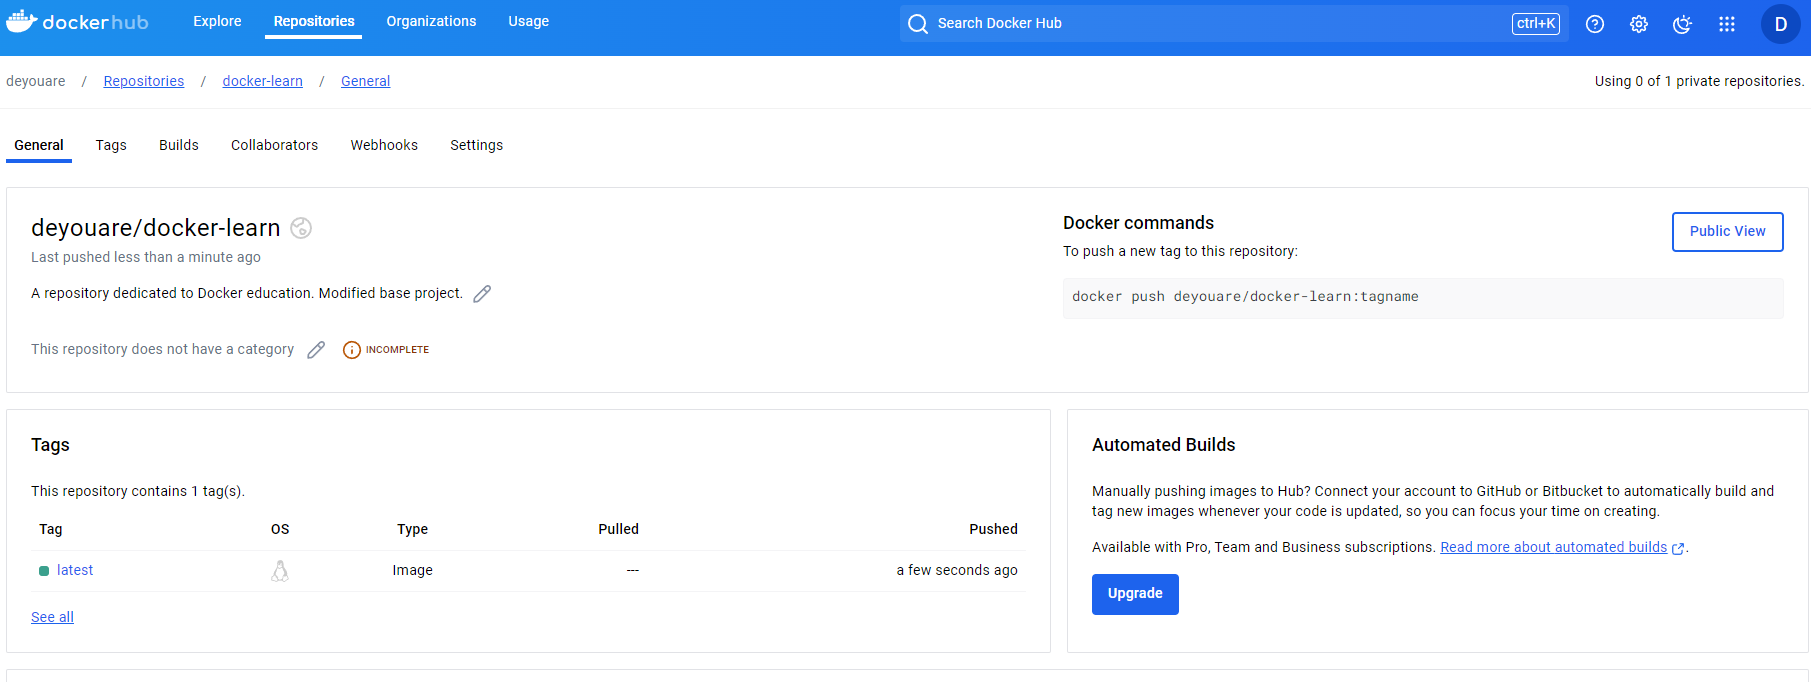 dockerhub Explore Repositories Organizations Usage Search Docker Hub ctrl+K D
deyouare / Repositories / docker-learn / General Using 0 of 1 private repositories.
General Tags Builds Collaborators Webhooks Settings
deyouare/docker-learn
Last pushed less than a minute ago
A repository dedicated to Docker education. Modified base project.
This repository does not have a category INCOMPLETE
Docker commands
To push a new tag to this repository:
docker push deyouare/docker-learn:tagname
Public View
Tags
This repository contains 1 tag(s).
Tag OS Type Pulled Pushed
latest Image --- a few seconds ago
See all
Automated Builds
Manually pushing images to Hub? Connect your account to GitHub or Bitbucket to automatically build and
tag new images whenever your code is updated, so you can focus your time on creating.
Available with Pro, Team and Business subscriptions. Read more about automated builds.
Upgrade